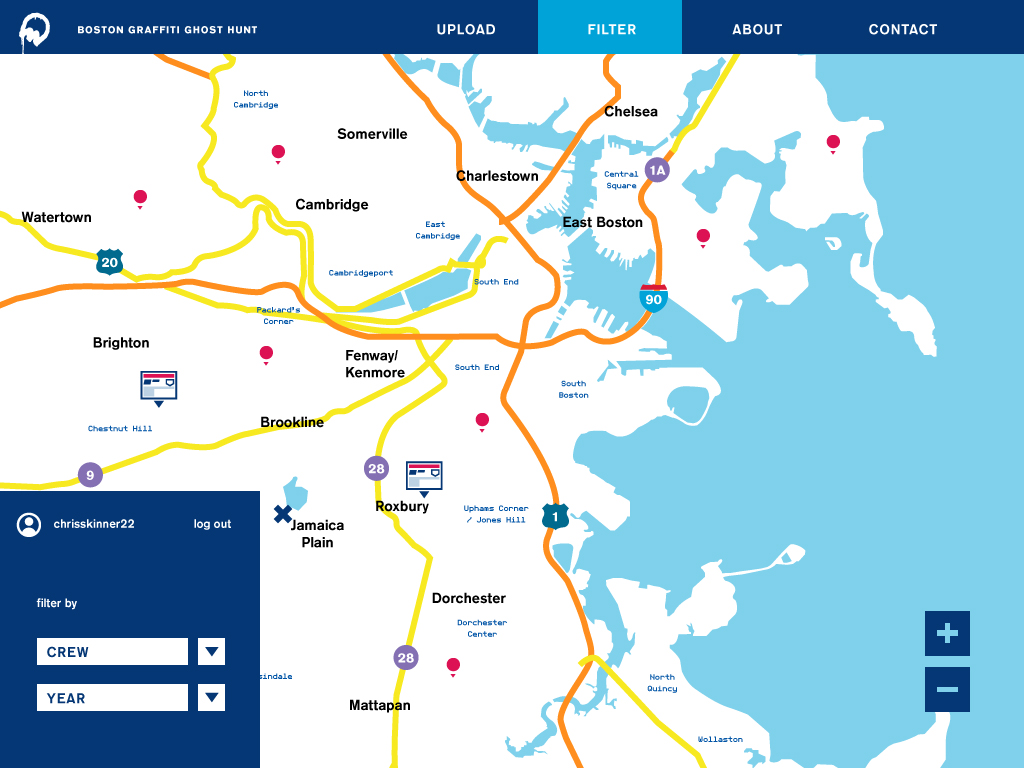 BOSTON GRAFFITI GHOST HUNT
UPLOAD
FILTER
ABOUT
CONTACT
North
Cambridge
Chelsea
Somerville
1A
Central
Square
Charlestown
Cambridge
Watertown
East
Cambridge
East Boston
20
Cambridgeport
South End
90
Packard's
Corner
Brighton
Fenway/
Kenmore
South End
South
Boston
Chestnut Hill
Brookline
9
28
Roxbury
Uphams Corner
/ Jones Hill
1
Jamaica
Plain
chrisskinner22
log out
filter by
CREW
YEAR
Dorchester
Dorchester
Center
28
sindale
North
Quincy
Mattapan
Wollaston